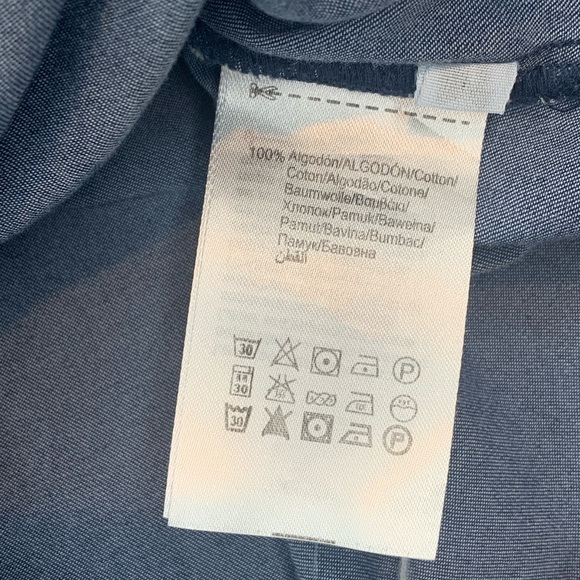 100% Algodón/ALGODÓN/Cotton/
Coton/Algodão/Cotone/
Baumwolle/Βαμβάκι/
Хлопок/Pamuk/Bawełna/
Pamut/Bavlna/Bumbac/
Памук/Бавовна
القطن
30
P
30
30
P